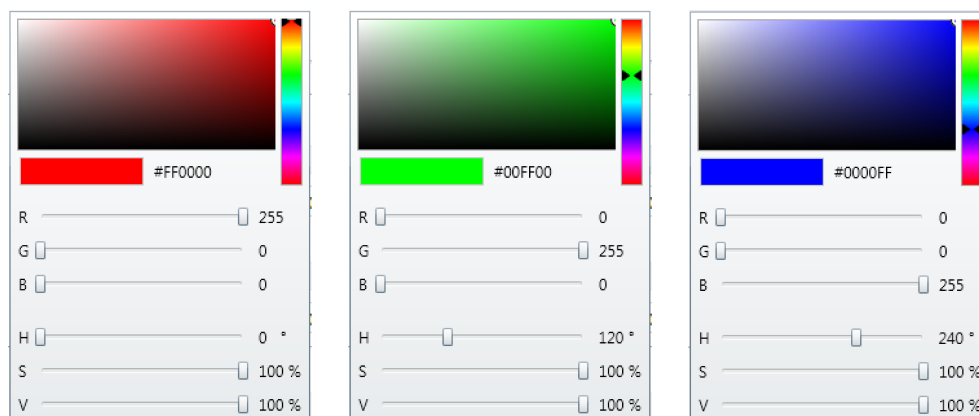 #FF0000
R 255
G 0
B 0
H 0 °
S 100 %
V 100 %
#00FF00
R 0
G 255
B 0
H 120 °
S 100 %
V 100 %
#0000FF
R 0
G 0
B 255
H 240 °
S 100 %
V 100 %